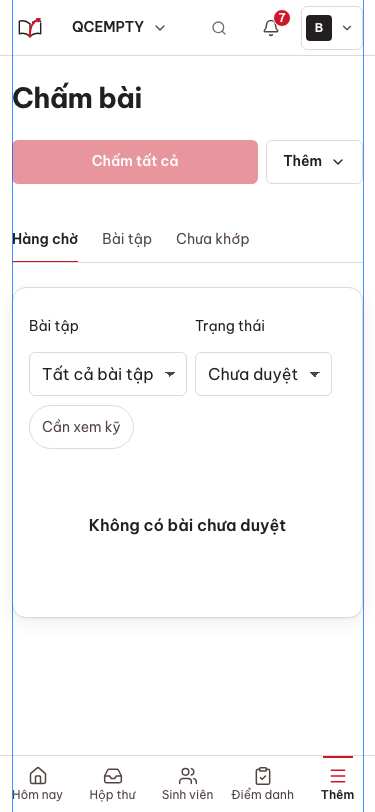 QCEMPTY
7
B
Chấm bài
Chấm tất cả
Thêm
Hàng chờ
Bài tập
Chưa khớp
Bài tập
Trạng thái
Tất cả bài tập
Chưa duyệt
Cần xem kỹ
Không có bài chưa duyệt
Hôm nay
Hộp thư
Sinh viên
Điểm danh
Thêm